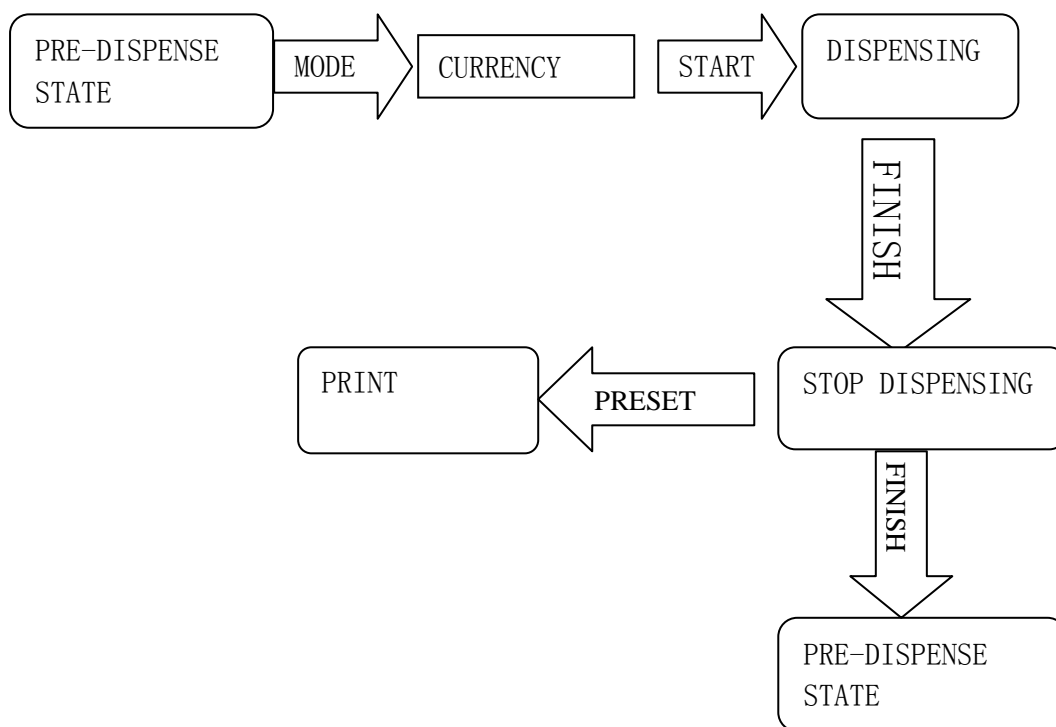 PRE-DISPENSE
STATE
MODE
CURRENCY
START
DISPENSING
FINISH
PRINT
PRESET
STOP DISPENSING
FINISH
PRE-DISPENSE
STATE